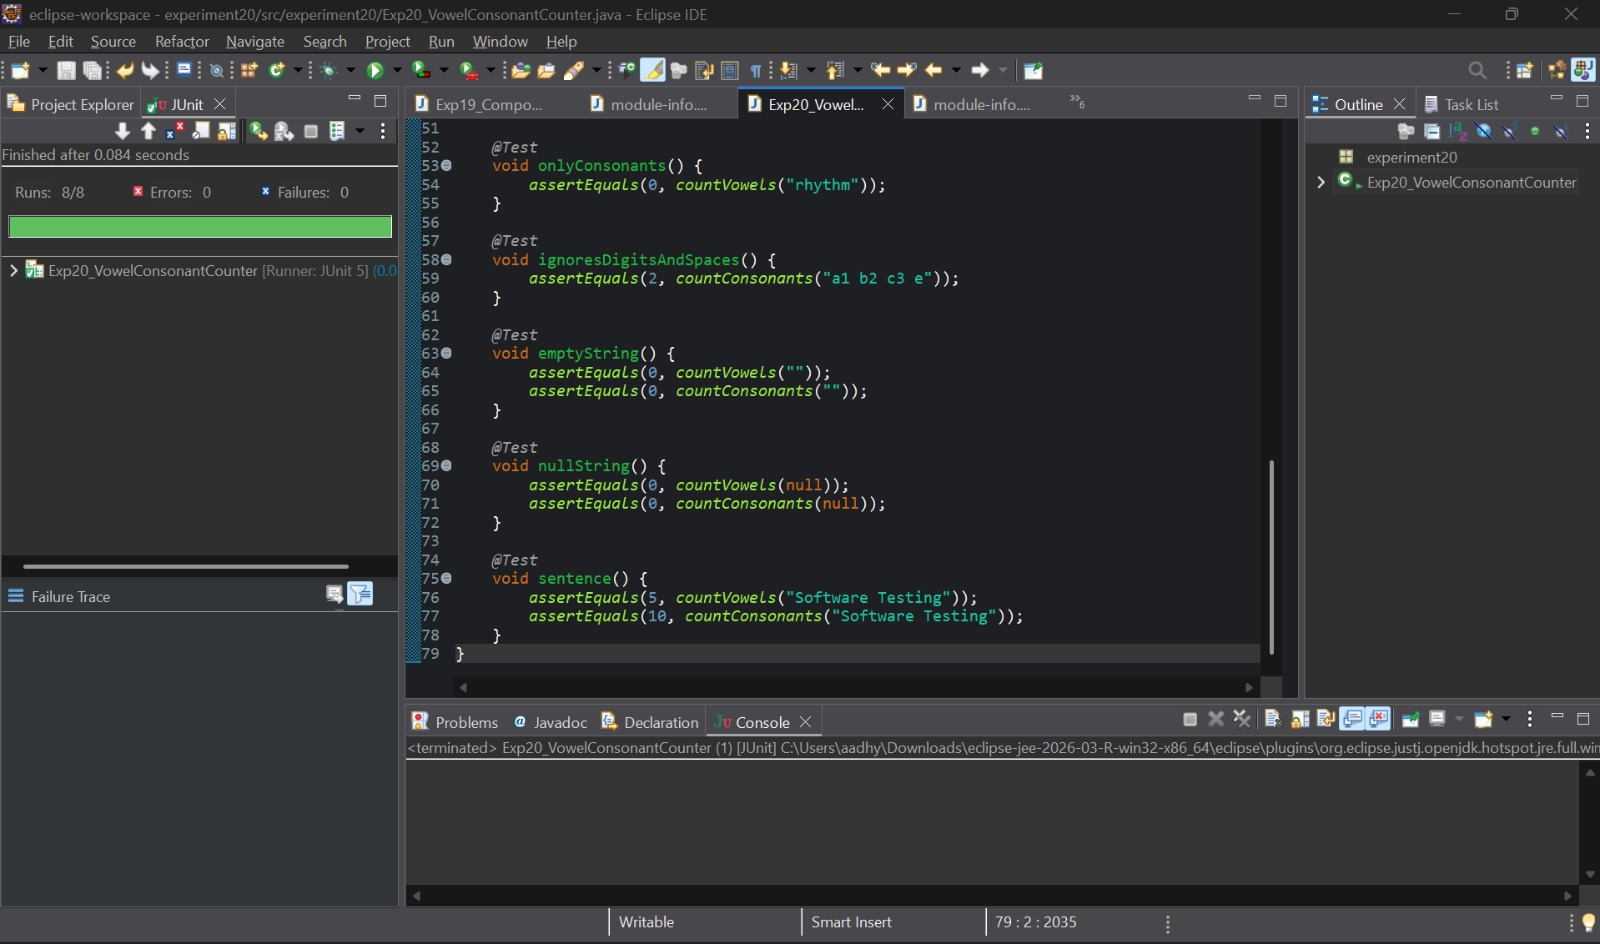 eclipse-workspace - experiment20/src/experiment20/Exp20_VowelConsonantCounter.java - Eclipse IDE
File Edit Source Refactor Navigate Search Project Run Window Help
Project Explorer JUnit
Finished after 0.084 seconds
Runs: 8/8 Errors: 0 Failures: 0
Exp20_VowelConsonantCounter [Runner: JUnit 5] (0.0
Failure Trace
Exp19_Compo... module-info.... Exp20_Vowel... module-info.... »6
51
52 @Test
53 void onlyConsonants() {
54 assertEquals(0, countVowels("rhythm"));
55 }
56
57 @Test
58 void ignoresDigitsAndSpaces() {
59 assertEquals(2, countConsonants("a1 b2 c3 e"));
60 }
61
62 @Test
63 void emptyString() {
64 assertEquals(0, countVowels(""));
65 assertEquals(0, countConsonants(""));
66 }
67
68 @Test
69 void nullString() {
70 assertEquals(0, countVowels(null));
71 assertEquals(0, countConsonants(null));
72 }
73
74 @Test
75 void sentence() {
76 assertEquals(5, countVowels("Software Testing"));
77 assertEquals(10, countConsonants("Software Testing"));
78 }
79 }
Outline Task List
experiment20
Exp20_VowelConsonantCounter
Problems Javadoc Declaration Console
<terminated> Exp20_VowelConsonantCounter (1) [JUnit] C:\Users\aadhy\Downloads\eclipse-jee-2026-03-R-win32-x86_64\eclipse\plugins\org.eclipse.justj.openjdk.hotspot.jre.full.win
Writable Smart Insert 79 : 2 : 2035